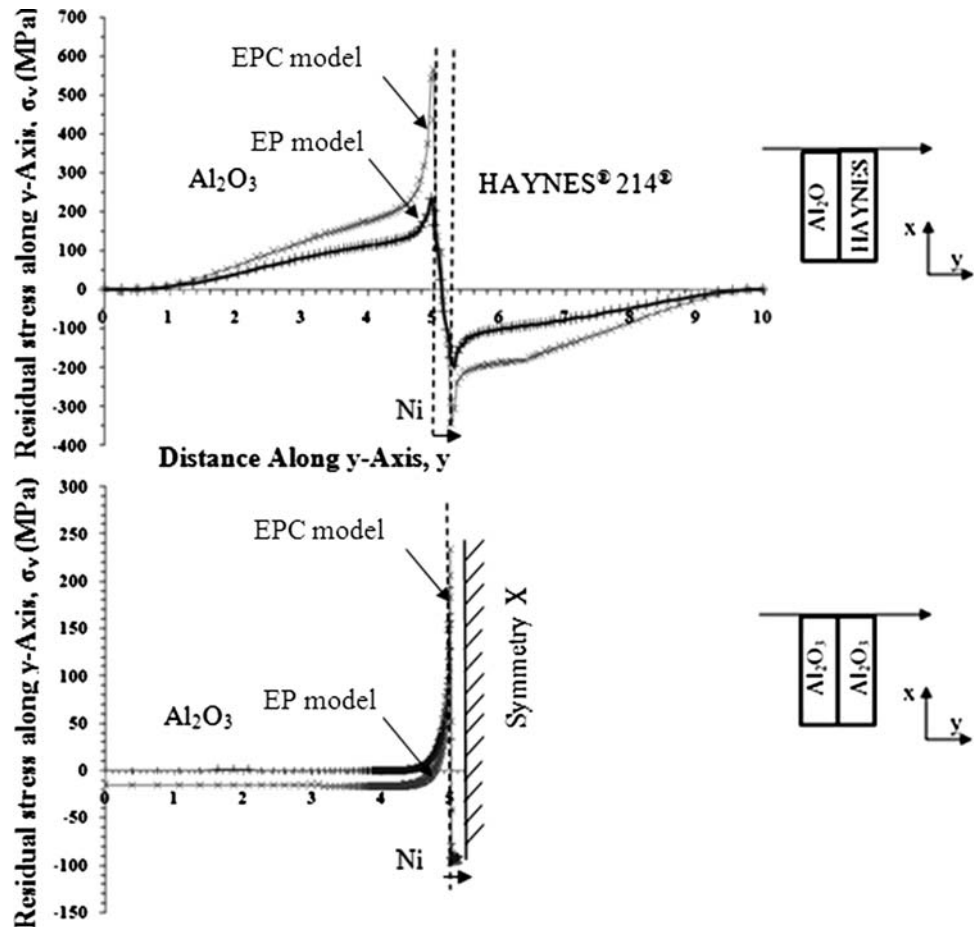 Residual stress along y-Axis, σy (MPa)
700
600
500
400
300
200
100
0
-100
-200
-300
-400
EPC model
EP model
Al2O3
HAYNES® 214®
Ni
0 1 2 3 4 5 6 7 8 9 10
Distance Along y-Axis, y
Al2O
HAYNES
x
y
Residual stress along y-Axis, σy (MPa)
300
250
200
150
100
50
0
-50
-100
-150
EPC model
EP model
Al2O3
Ni
Symmetry X
0 1 2 3 4 5
Al2O3
Al2O3
x
y